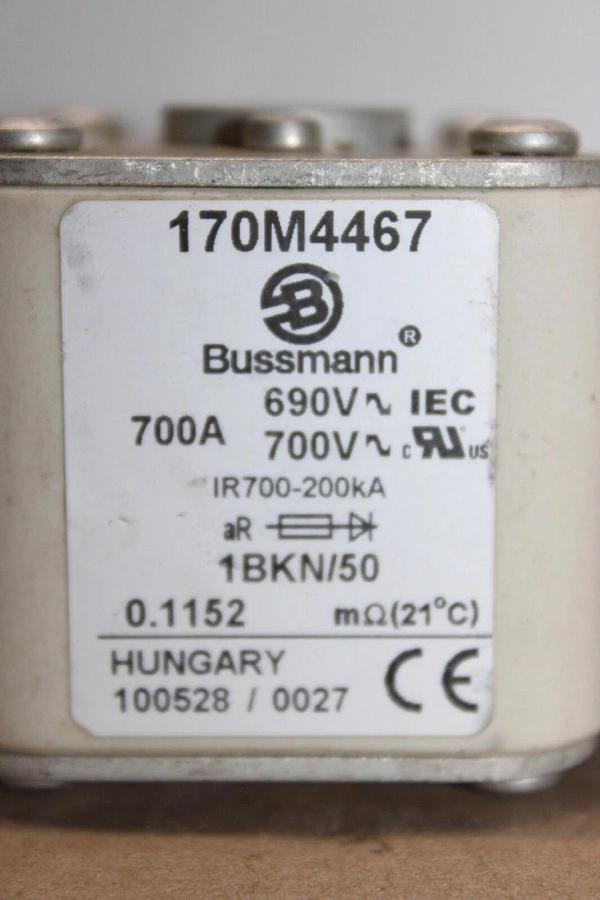 170M4467
B
Bussmann®
690V∿ IEC
700A
700V∿ c RU US
IR700-200kA
aR
1BKN/50
0.1152 mΩ(21°C)
HUNGARY
100528 / 0027 CE